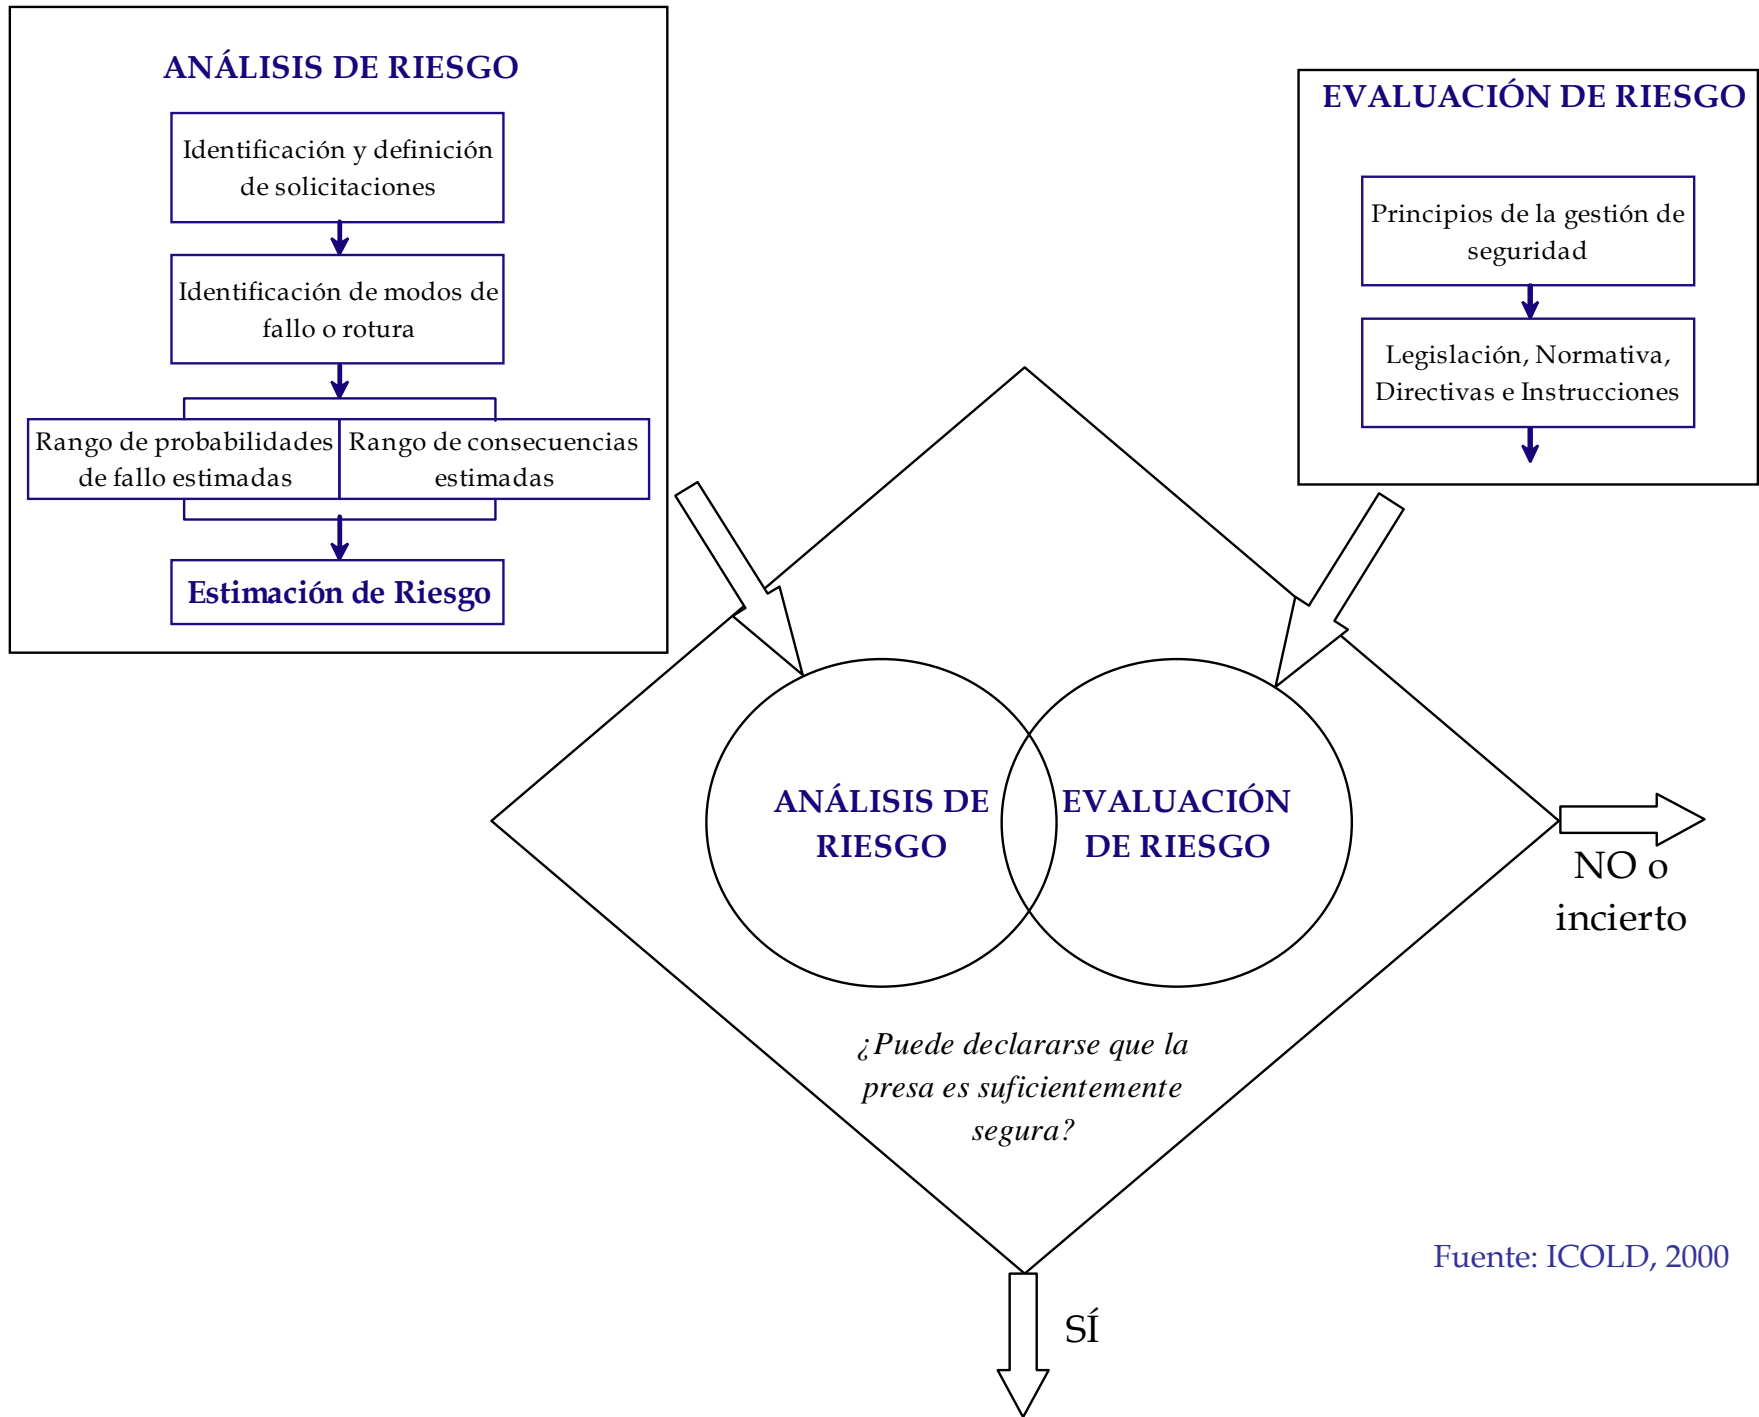 ANÁLISIS DE RIESGO
Identificación y definición
de solicitaciones
Identificación de modos de
fallo o rotura
Rango de probabilidades
de fallo estimadas
Rango de consecuencias
estimadas
Estimación de Riesgo
EVALUACIÓN DE RIESGO
Principios de la gestión de
seguridad
Legislación, Normativa,
Directivas e Instrucciones
ANÁLISIS DE
RIESGO
EVALUACIÓN
DE RIESGO
¿Puede declararse que la
presa es suficientemente
segura?
NO o
incierto
SÍ
Fuente: ICOLD, 2000